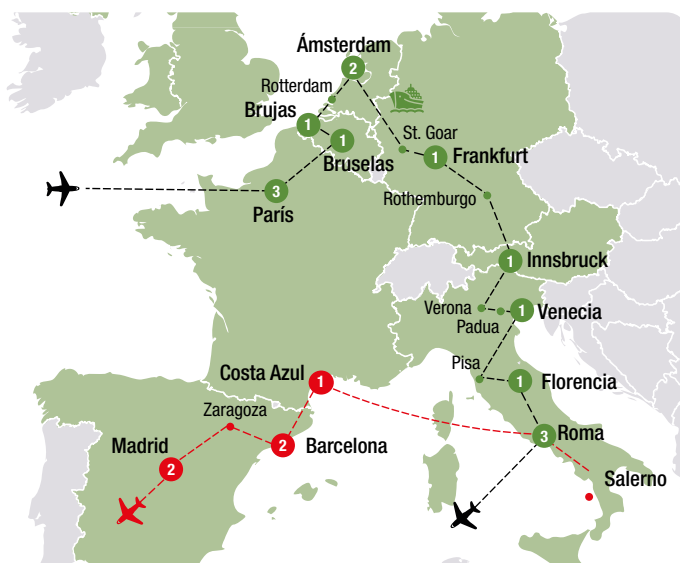 Ámsterdam
2
Rotterdam
Brujas
1
1
Bruselas
St. Goar
1
Frankfurt
3
París
Rothemburgo
1
Innsbruck
Verona
Padua
1
Venecia
Pisa
1
Florencia
Costa Azul
1
Zaragoza
Madrid
2
2
Barcelona
3
Roma
Salerno